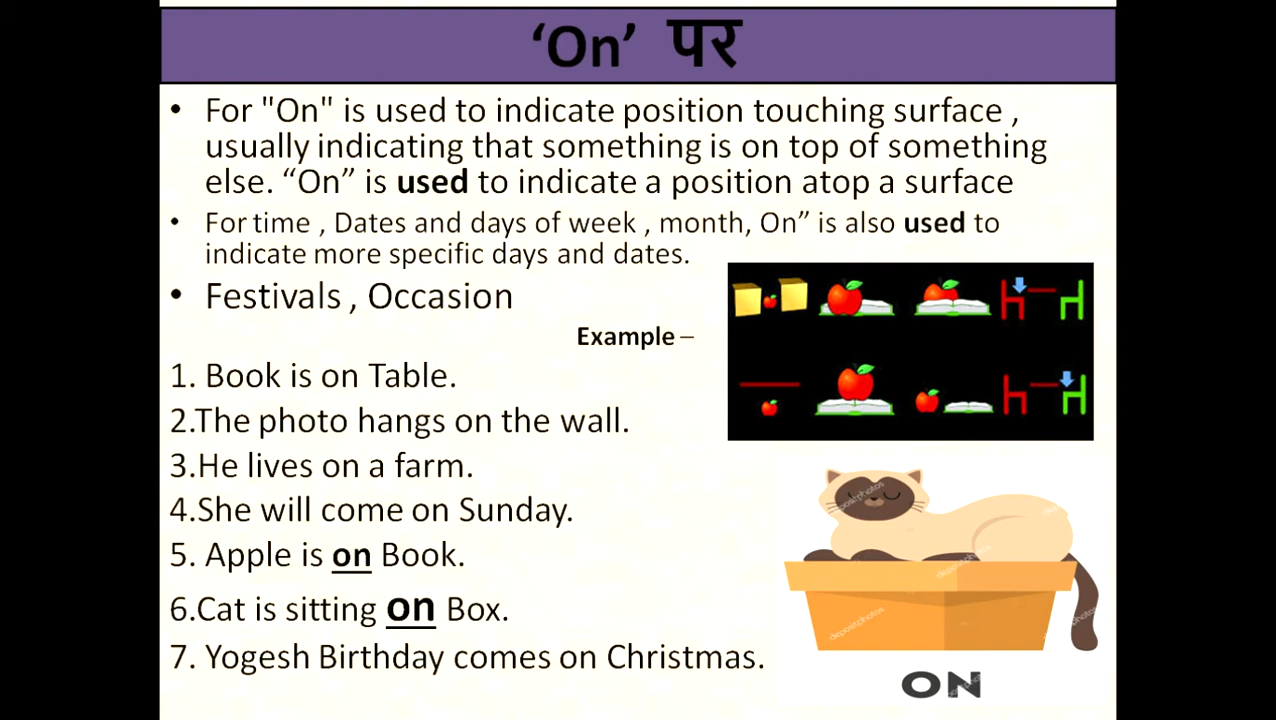 ‘On’ पर
• For "On" is used to indicate position touching surface ,
usually indicating that something is on top of something
else. “On” is used to indicate a position atop a surface
• For time , Dates and days of week , month, On” is also used to
indicate more specific days and dates.
• Festivals , Occasion
Example –
1. Book is on Table.
2.The photo hangs on the wall.
3.He lives on a farm.
4.She will come on Sunday.
5. Apple is on Book.
6.Cat is sitting on Box.
7. Yogesh Birthday comes on Christmas.
depositphotos
depositphotos
depositphotos
ON